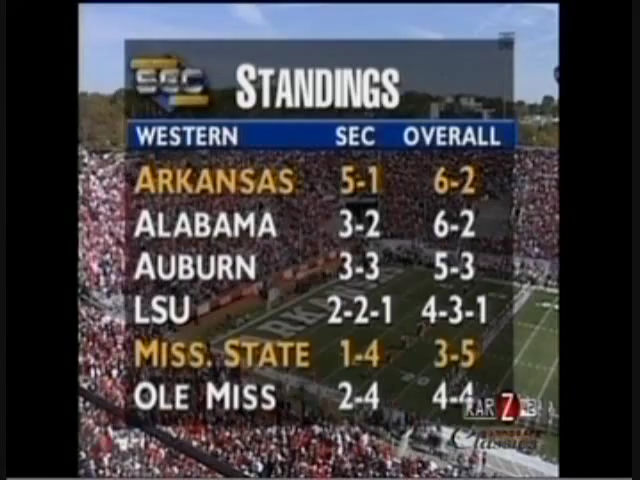 SEC STANDINGS
WESTERN SEC OVERALL
ARKANSAS 5-1 6-2
ALABAMA 3-2 6-2
AUBURN 3-3 5-3
LSU 2-2-1 4-3-1
MISS. STATE 1-4 3-5
OLE MISS 2-4 4-4
KARZ
Classics